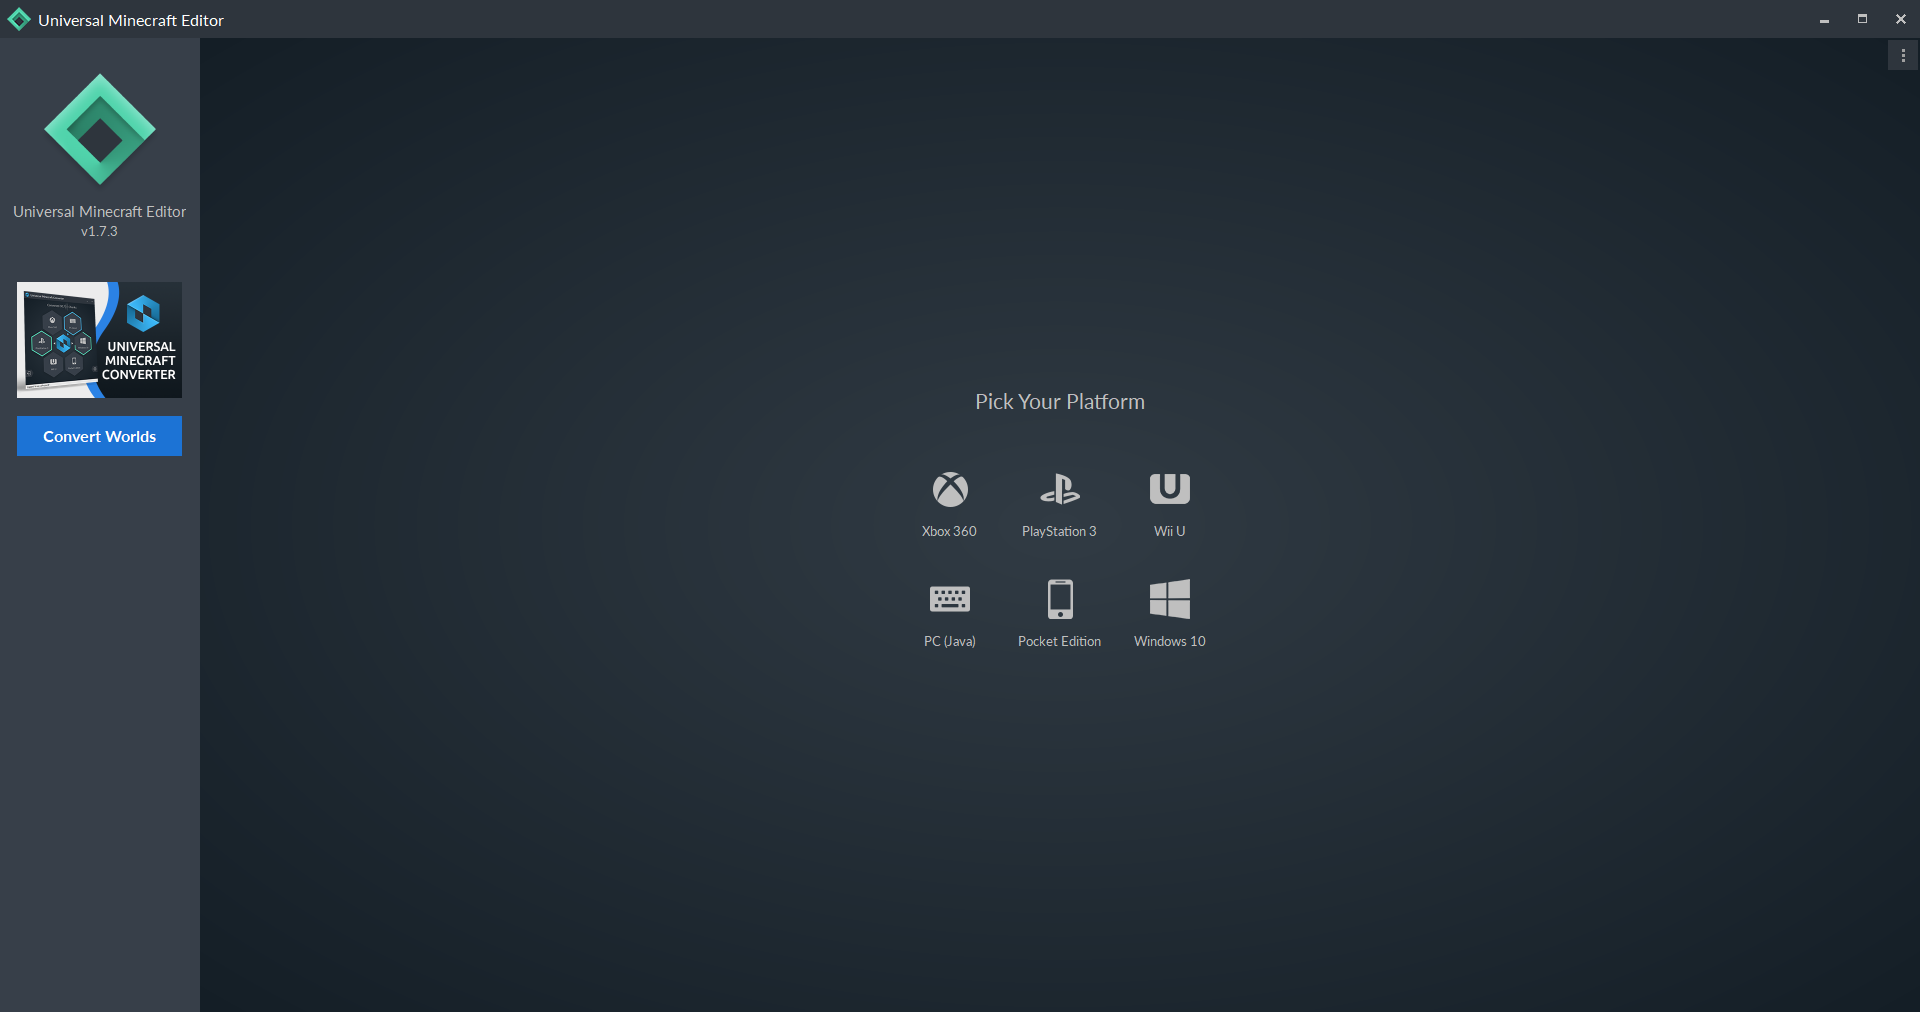 Universal Minecraft Editor
Universal Minecraft Editor
v1.7.3
UNIVERSAL
MINECRAFT
CONVERTER
Convert Worlds
Pick Your Platform
Xbox 360
PlayStation 3
Wii U
PC (Java)
Pocket Edition
Windows 10